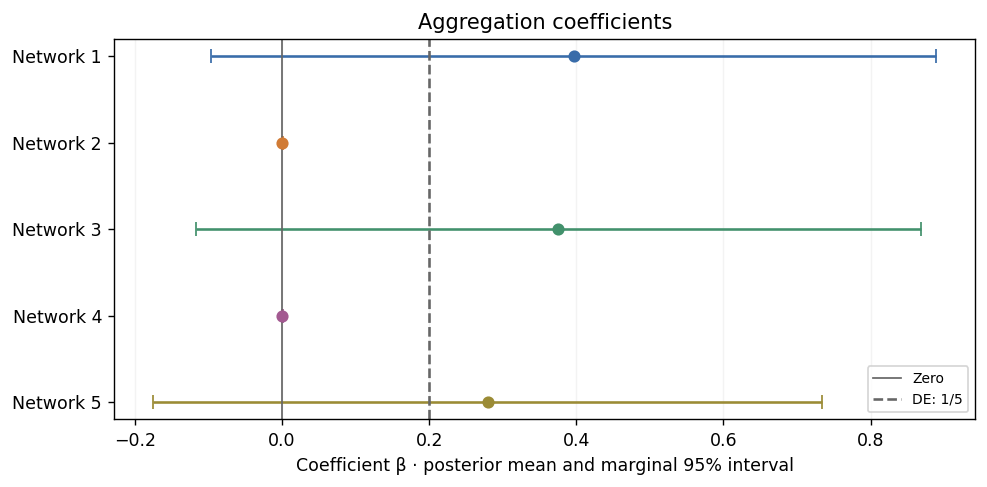 Aggregation coefficients
Network 1
Network 2
Network 3
Network 4
Network 5
Zero
DE: 1/5
−0.2 0.0 0.2 0.4 0.6 0.8
Coefficient β · posterior mean and marginal 95% interval